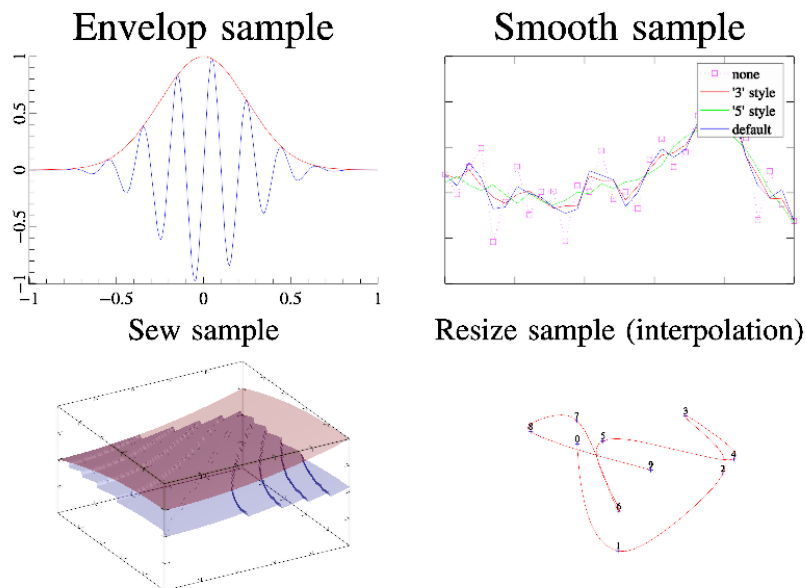 Envelop sample
Smooth sample
1
0.5
0
−0.5
−1
−1
−0.5
0
0.5
1
none
'3' style
'5' style
default
Sew sample
Resize sample (interpolation)
7
3
8
0
5
4
9
2
6
1